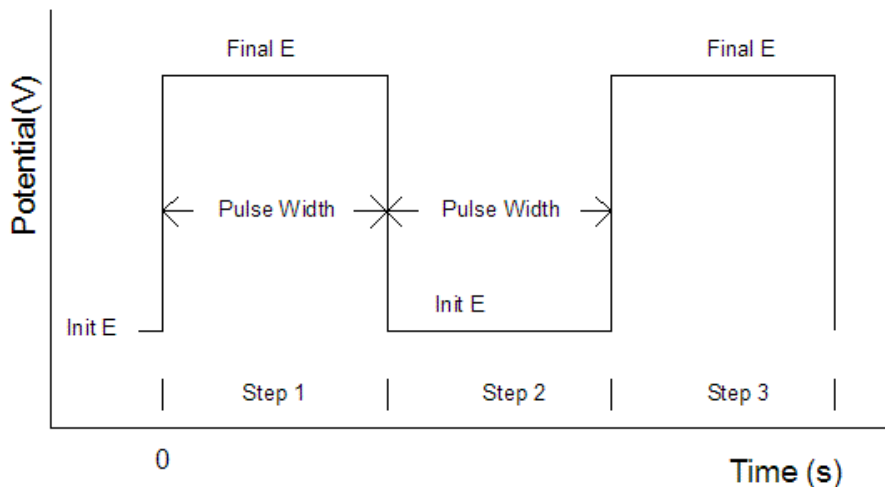 Final E
Final E
Potential(V)
Pulse Width
Pulse Width
Init E
Init E
Step 1
Step 2
Step 3
0
Time (s)